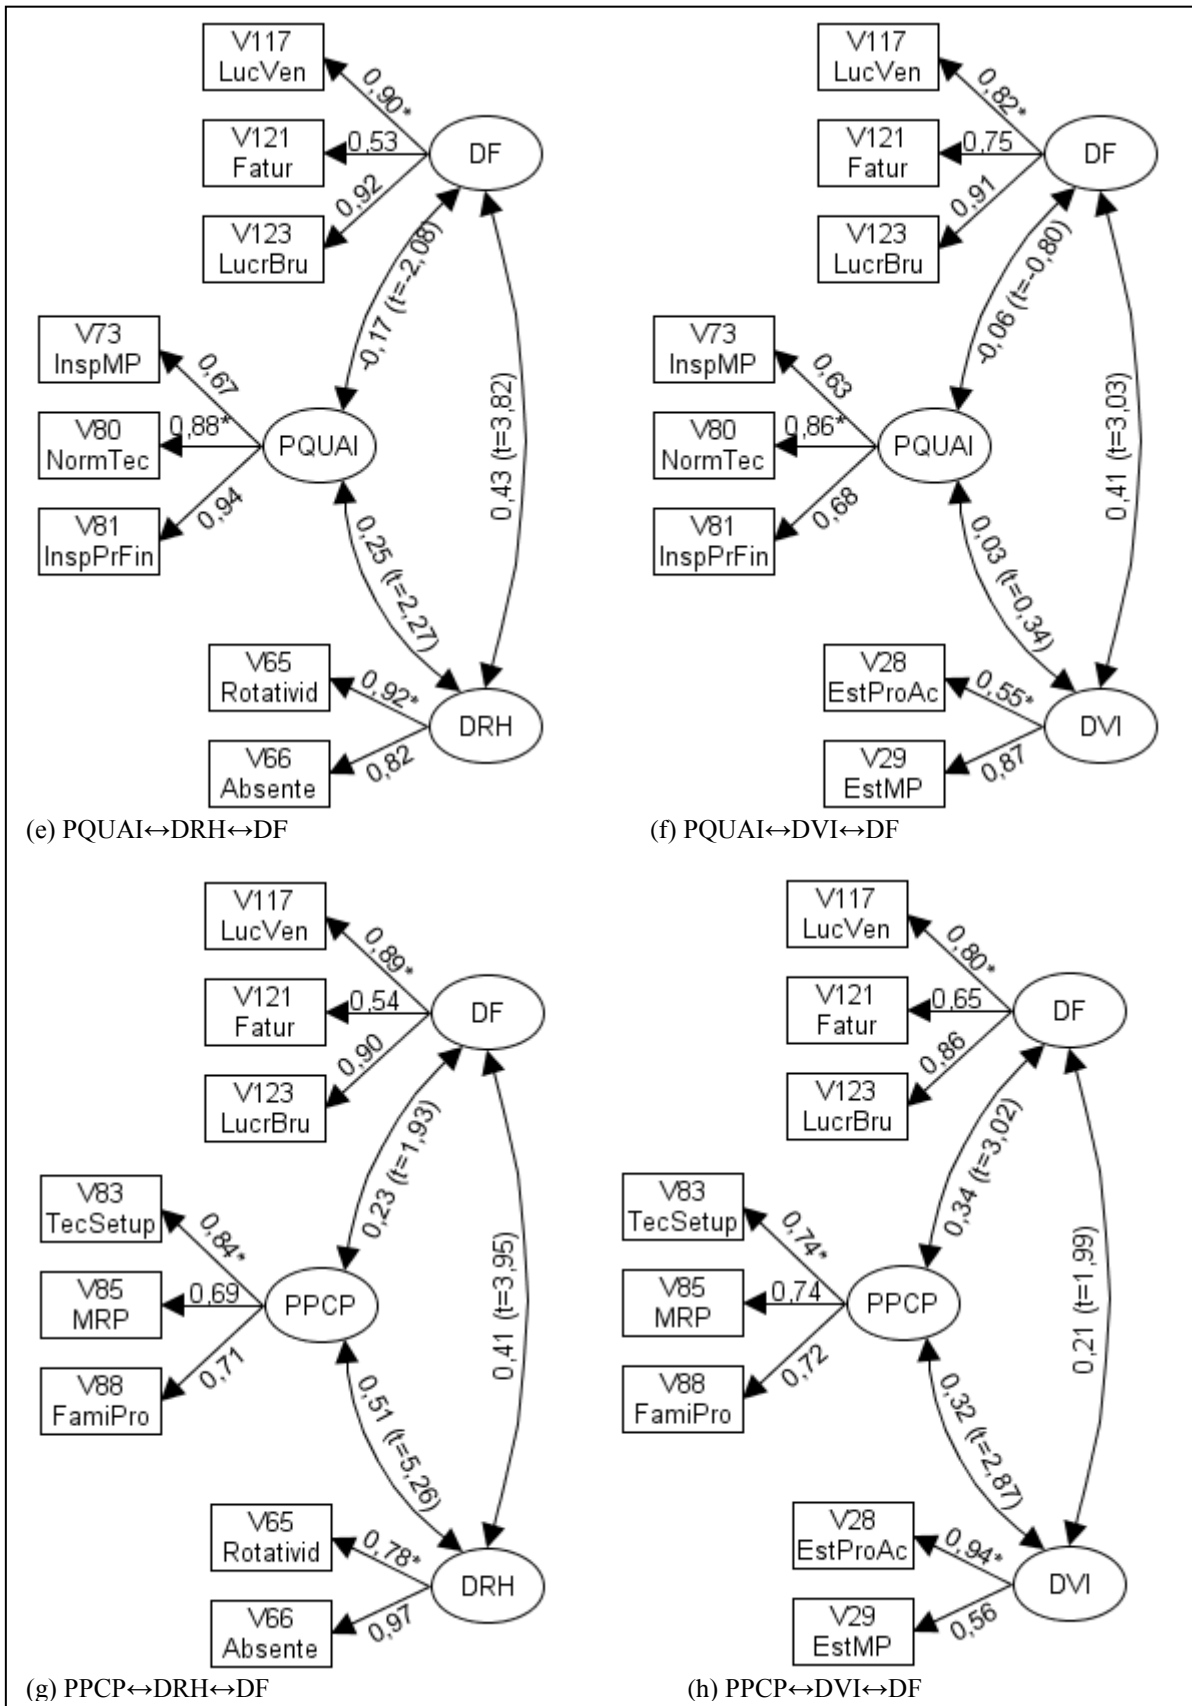 V117
LucVen
V121
Fatur
V123
LucrBru
0,90*
0,53
0,92
DF
-0,17 (t=-2,08)
0,43 (t=3,82)
V73
InspMP
V80
NormTec
V81
InspPrFin
0,67
0,88*
0,94
PQUAI
0,25 (t=2,27)
V65
Rotativid
V66
Absente
0,92*
0,82
DRH
(e) PQUAI↔DRH↔DF
V117
LucVen
V121
Fatur
V123
LucrBru
0,82*
0,75
0,91
DF
-0,06 (t=-0,80)
0,41 (t=3,03)
V73
InspMP
V80
NormTec
V81
InspPrFin
0,63
0,86*
0,68
PQUAI
0,03 (t=0,34)
V28
EstProAc
V29
EstMP
0,55*
0,87
DVI
(f) PQUAI↔DVI↔DF
V117
LucVen
V121
Fatur
V123
LucrBru
0,89*
0,54
0,90
DF
0,23 (t=1,93)
0,41 (t=3,95)
V83
TecSetup
V85
MRP
V88
FamiPro
0,84*
0,69
0,71
PPCP
0,51 (t=5,26)
V65
Rotativid
V66
Absente
0,78*
0,97
DRH
(g) PPCP↔DRH↔DF
V117
LucVen
V121
Fatur
V123
LucrBru
0,80*
0,65
0,86
DF
0,34 (t=3,02)
0,21 (t=1,99)
V83
TecSetup
V85
MRP
V88
FamiPro
0,74*
0,74
0,72
PPCP
0,32 (t=2,87)
V28
EstProAc
V29
EstMP
0,94*
0,56
DVI
(h) PPCP↔DVI↔DF